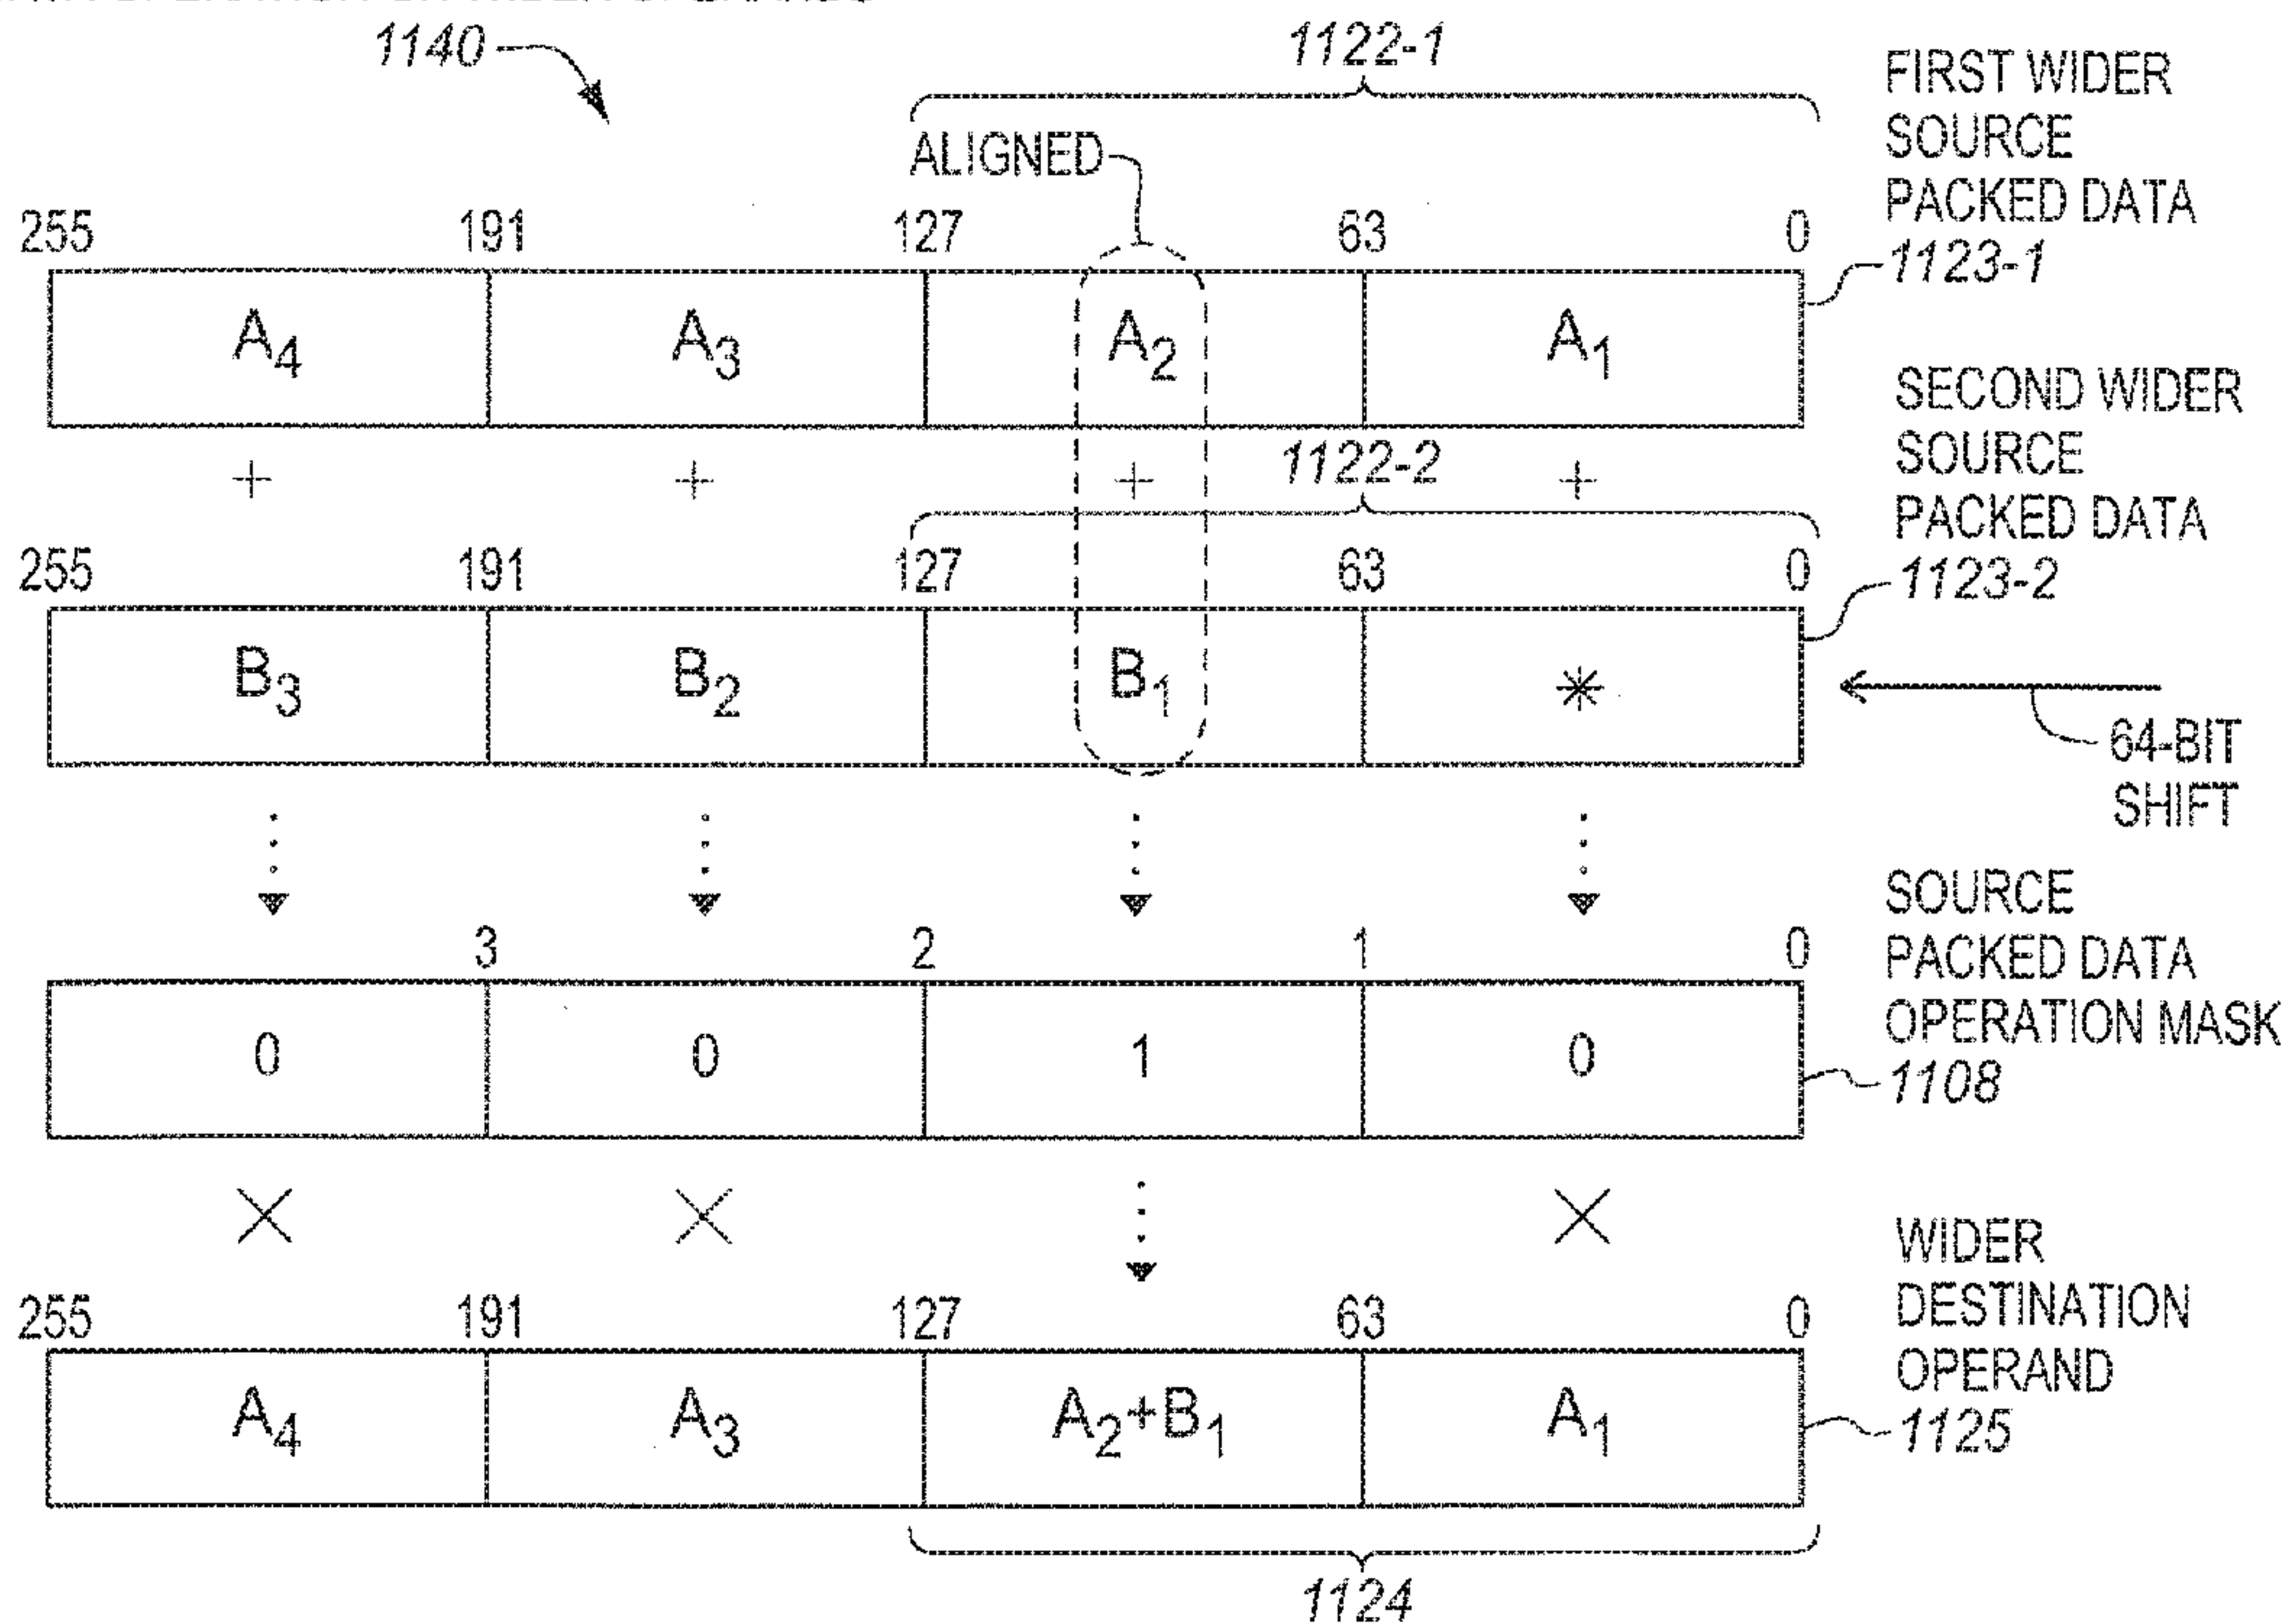 1140
1122-1
FIRST WIDER
SOURCE
PACKED DATA
1123-1
ALIGNED
255 191 127 63 0
A4 A3 A2 A1
+ + + +
1122-2
SECOND WIDER
SOURCE
PACKED DATA
1123-2
255 191 127 63 0
B3 B2 B1 *
64-BIT
SHIFT
SOURCE
PACKED DATA
OPERATION MASK
1108
3 2 1 0
0 0 1 0
WIDER
DESTINATION
OPERAND
1125
255 191 127 63 0
A4 A3 A2+B1 A1
1124